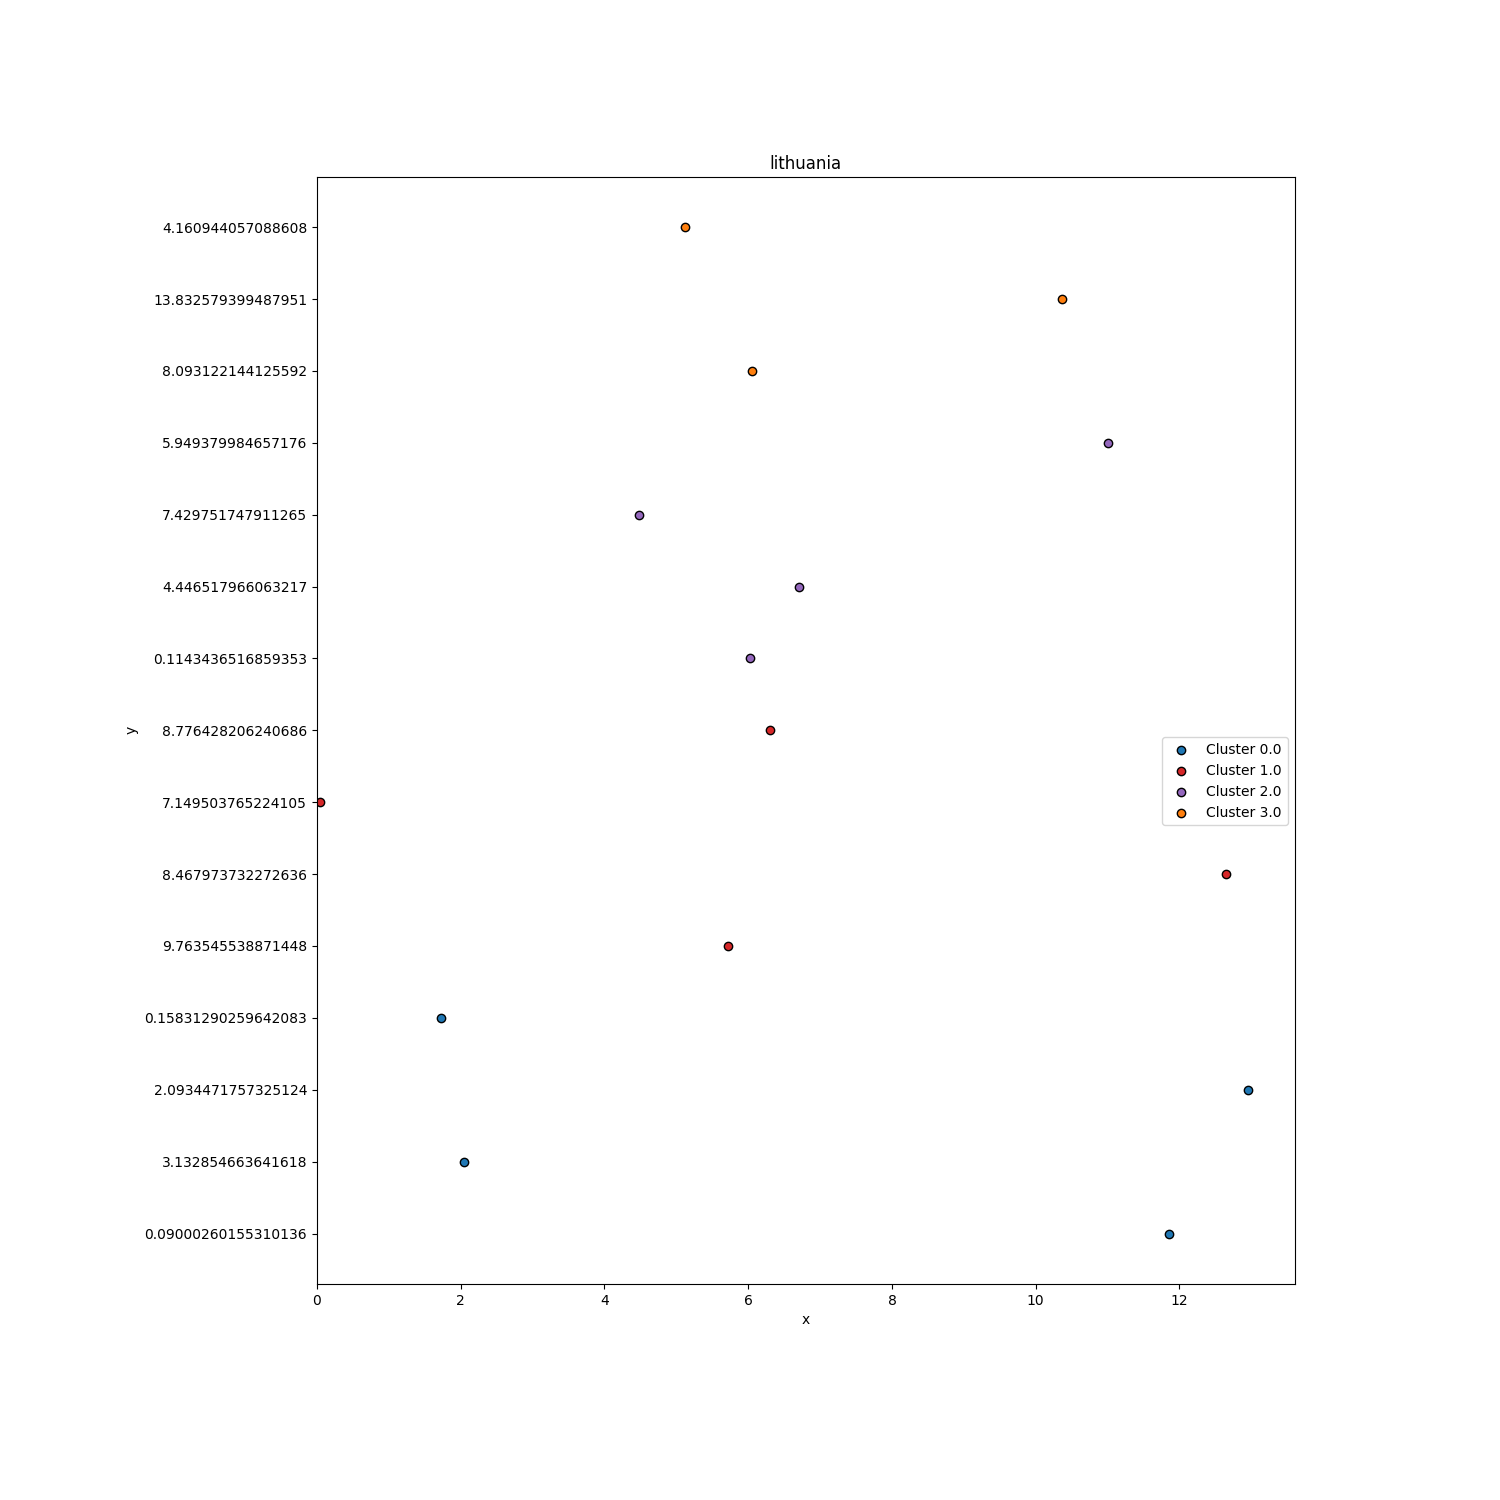 lithuania
4.160944057088608
13.832579399487951
8.093122144125592
5.949379984657176
7.429751747911265
4.446517966063217
0.1143436516859353
8.776428206240686
7.149503765224105
8.467973732272636
9.763545538871448
0.15831290259642083
2.0934471757325124
3.132854663641618
0.09000260155310136
y
Cluster 0.0
Cluster 1.0
Cluster 2.0
Cluster 3.0
0 2 4 6 8 10 12
x